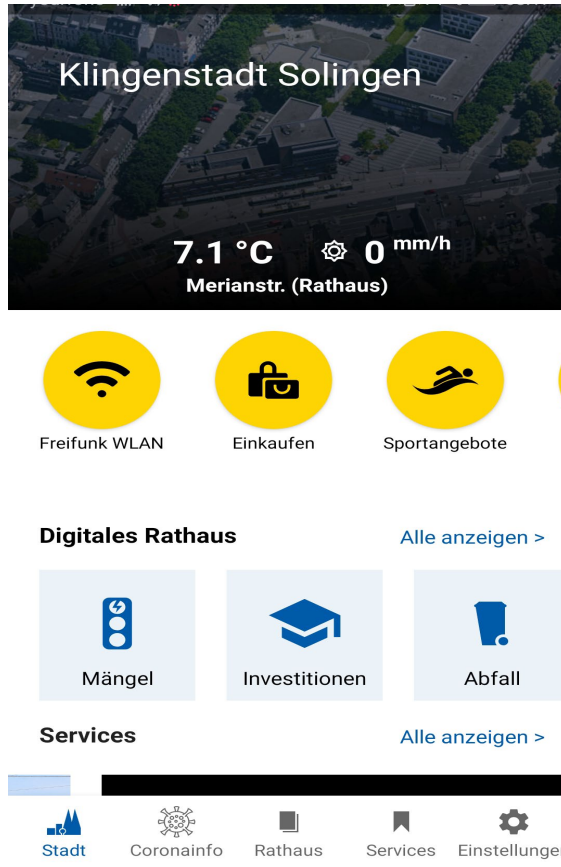 Klingenstadt Solingen
7.1 °C 0 mm/h
Merianstr. (Rathaus)
Freifunk WLAN Einkaufen Sportangebote
Digitales Rathaus Alle anzeigen >
Mängel Investitionen Abfall
Services Alle anzeigen >
Stadt Coronainfo Rathaus Services Einstellunge